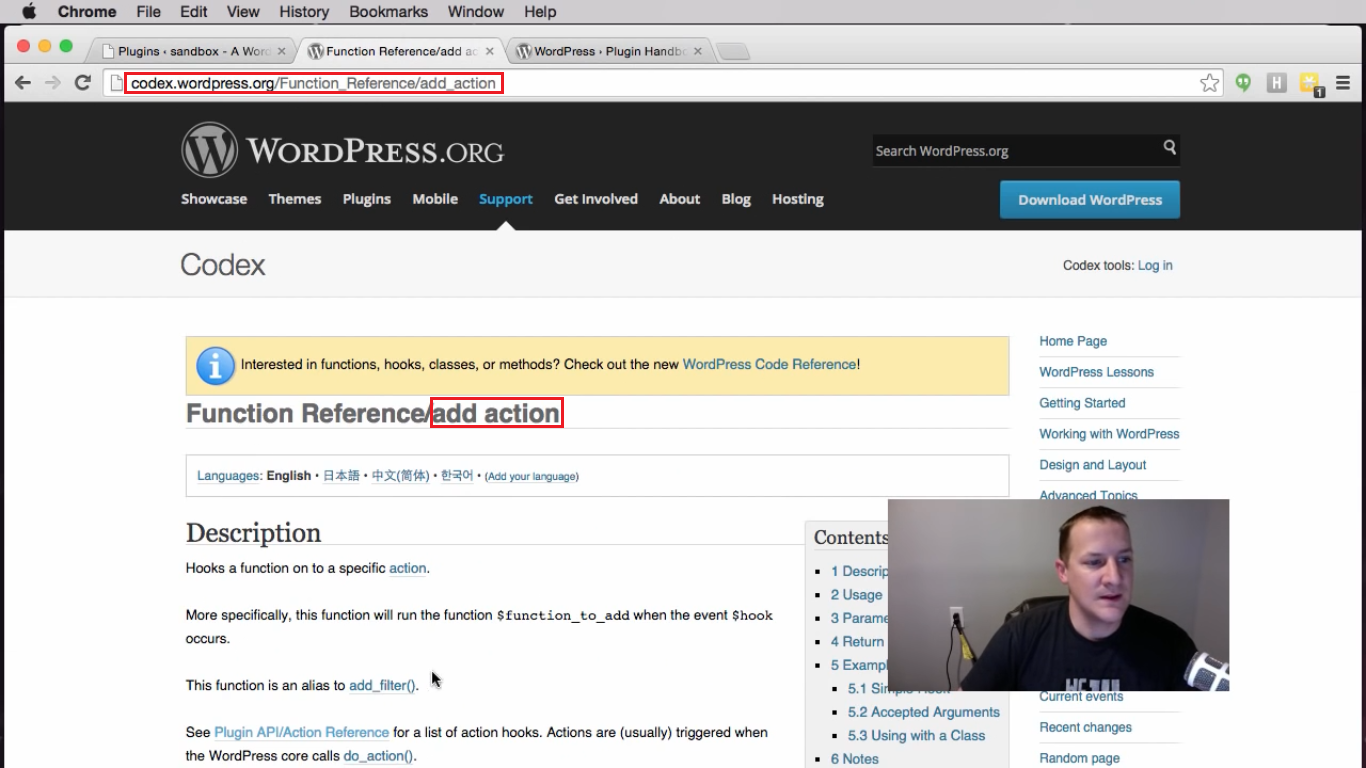 Chrome File Edit View History Bookmarks Window Help
Plugins ‹ sandbox - A Wor
Function Reference/add ac
WordPress › Plugin Handb
codex.wordpress.org/Function_Reference/add_action
H
1
WORDPRESS.ORG
Search WordPress.org
Showcase Themes Plugins Mobile Support Get Involved About Blog Hosting
Download WordPress
Codex
Codex tools: Log in
Interested in functions, hooks, classes, or methods? Check out the new WordPress Code Reference!
Function Reference/add action
Languages: English • 日本語 • 中文(简体) • 한국어 • (Add your language)
Description
Hooks a function on to a specific action.
More specifically, this function will run the function $function_to_add when the event $hook
occurs.
This function is an alias to add_filter().
See Plugin API/Action Reference for a list of action hooks. Actions are (usually) triggered when
the WordPress core calls do_action().
Contents
1 Descrip
2 Usage
3 Parame
4 Return
5 Exampl
5.1
5.2 Accepted Arguments
5.3 Using with a Class
6 Notes
Home Page
WordPress Lessons
Getting Started
Working with WordPress
Design and Layout
Advanced Topics
Current events
Recent changes
Random page